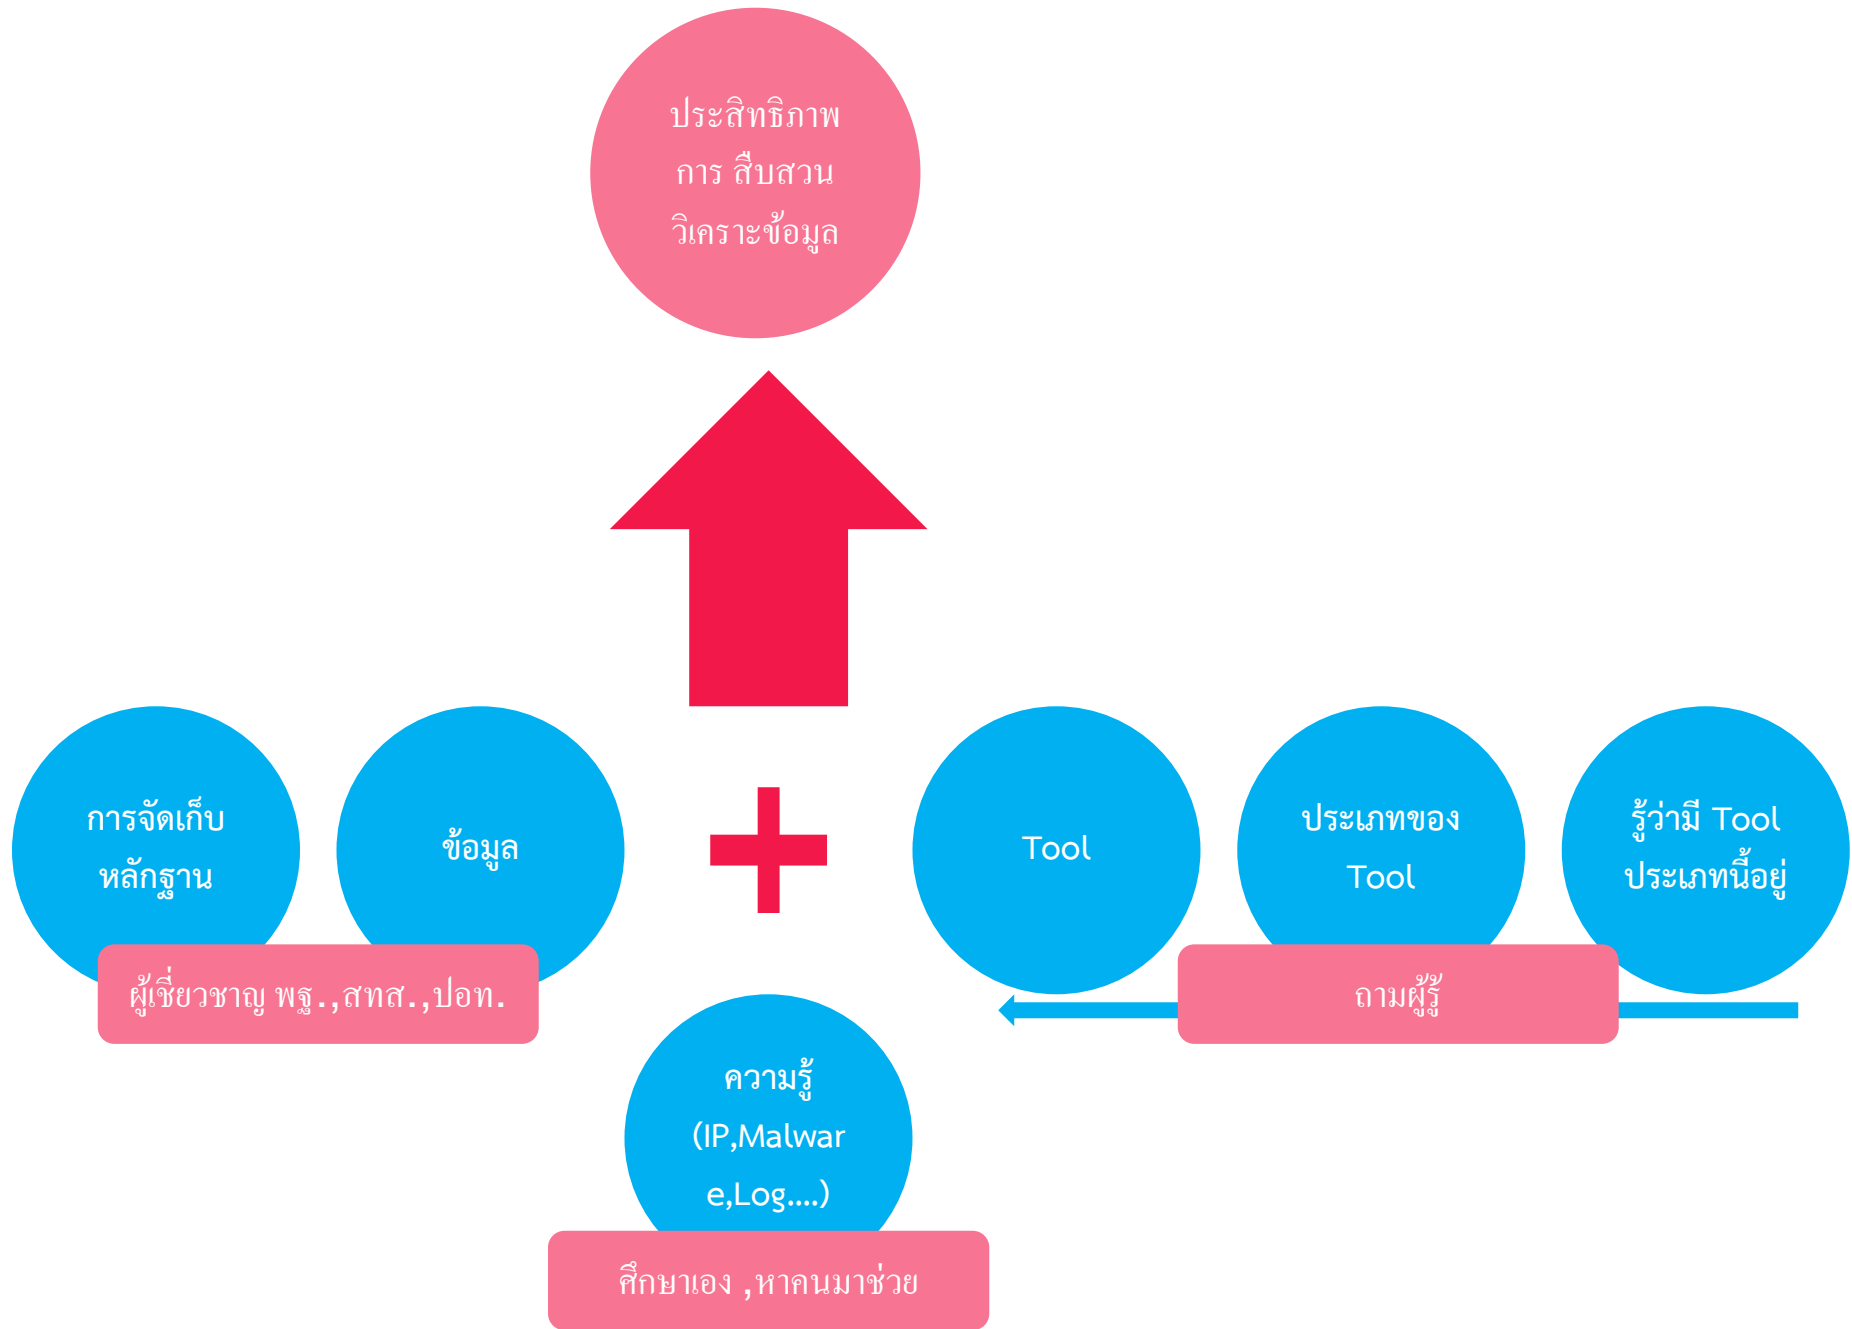 ประสิทธิภาพ
การ สืบสวน
วิเคราะข้อมูล
การจัดเก็บ
หลักฐาน
ข้อมูล
Tool
ประเภทของ
Tool
รู้ว่ามี Tool
ประเภทนี้อยู่
ผู้เชี่ยวชาญ พฐ.,สทส.,ปอท.
ถามผู้รู้
ความรู้
(IP,Malwar
e,Log....)
ศึกษาเอง ,หาคนมาช่วย